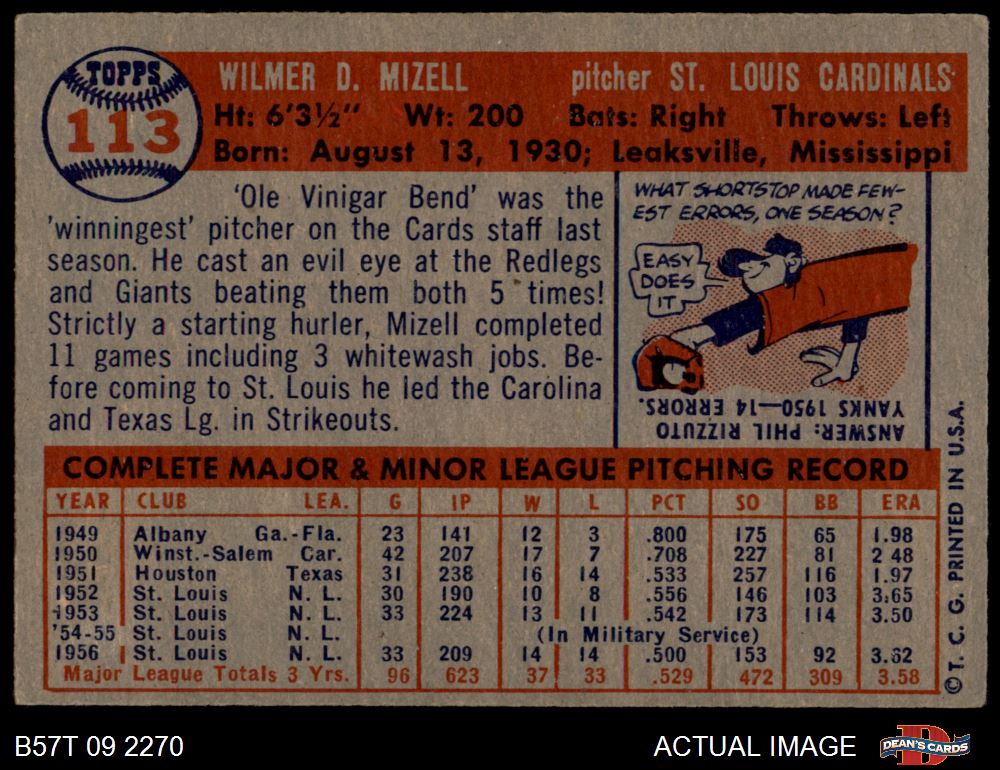 TOPPS
113
WILMER D. MIZELL pitcher ST. LOUIS CARDINALS
Ht: 6'3½" Wt: 200 Bats: Right Throws: Left
Born: August 13, 1930; Leaksville, Mississippi
'Ole Vinigar Bend' was the
'winningest' pitcher on the Cards staff last
season. He cast an evil eye at the Redlegs
and Giants beating them both 5 times!
Strictly a starting hurler, Mizell completed
11 games including 3 whitewash jobs. Be-
fore coming to St. Louis he led the Carolina
and Texas Lg. in Strikeouts.
WHAT SHORTSTOP MADE FEW-
EST ERRORS, ONE SEASON?
EASY
DOES
IT
ANSWER: PHIL RIZZUTO
YANKS 1950—14 ERRORS.
COMPLETE MAJOR & MINOR LEAGUE PITCHING RECORD
YEAR CLUB LEA. G IP W L PCT SO BB ERA
1949 Albany Ga.-Fla. 23 141 12 3 .800 175 65 1.98
1950 Winst.-Salem Car. 42 207 17 7 .708 227 81 2 48
1951 Houston Texas 31 238 16 14 .533 257 116 1.97
1952 St. Louis N. L. 30 190 10 8 .556 146 103 3.65
1953 St. Louis N. L. 33 224 13 11 .542 173 114 3.50
'54-55 St. Louis N. L. (In Military Service)
1956 St. Louis N. L. 33 209 14 14 .500 153 92 3.62
Major League Totals 3 Yrs. 96 623 37 33 .529 472 309 3.58
© T. C. G. PRINTED IN U.S.A.
B57T 09 2270
ACTUAL IMAGE
DEAN'S CARDS